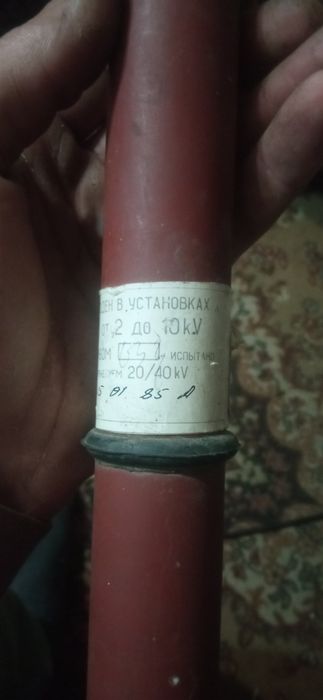 ДЕН В УСТАНОВКАХ
ОТ 2 до 10 kV
ИСПЫТАНО
20/40 kV
5 01 85